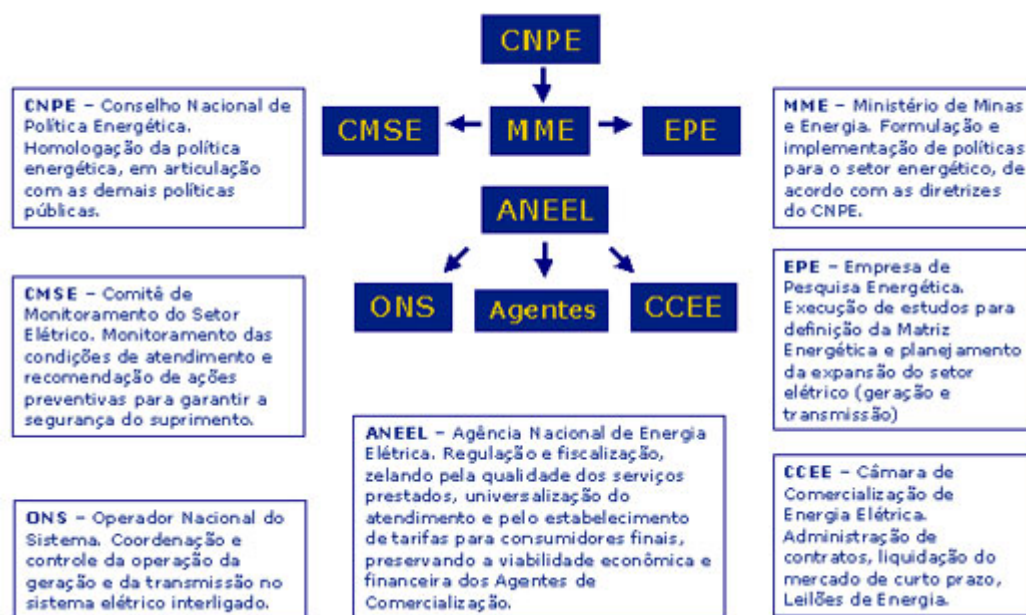 CNPE
CMSE
MME
EPE
ANEEL
ONS
Agentes
CCEE
CNPE – Conselho Nacional de
Política Energética.
Homologação da política
energética, em articulação
com as demais políticas
públicas.
CMSE – Comitê de
Monitoramento do Setor
Elétrico. Monitoramento das
condições de atendimento e
recomendação de ações
preventivas para garantir a
segurança do suprimento.
ONS – Operador Nacional do
Sistema. Coordenação e
controle da operação da
geração e da transmissão no
sistema elétrico interligado.
ANEEL – Agência Nacional de Energia
Elétrica. Regulação e fiscalização,
zelando pela qualidade dos serviços
prestados, universalização do
atendimento e pelo estabelecimento
de tarifas para consumidores finais,
preservando a viabilidade econômica e
financeira dos Agentes de
Comercialização.
MME – Ministério de Minas
e Energia. Formulação e
implementação de políticas
para o setor energético, de
acordo com as diretrizes
do CNPE.
EPE – Empresa de
Pesquisa Energética.
Execução de estudos para
definição da Matriz
Energética e planejamento
da expansão do setor
elétrico (geração e
transmissão)
CCEE – Câmara de
Comercialização de
Energia Elétrica.
Administração de
contratos, liquidação do
mercado de curto prazo,
Leilões de Energia.